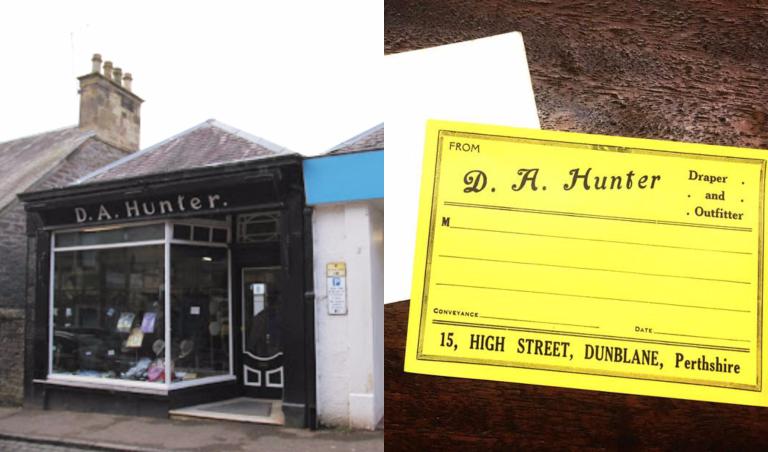 D. A. Hunter.
FROM
D. A. Hunter
Draper .
. and .
. Outfitter
M
CONVEYANCE
DATE
15, HIGH STREET, DUNBLANE, Perthshire